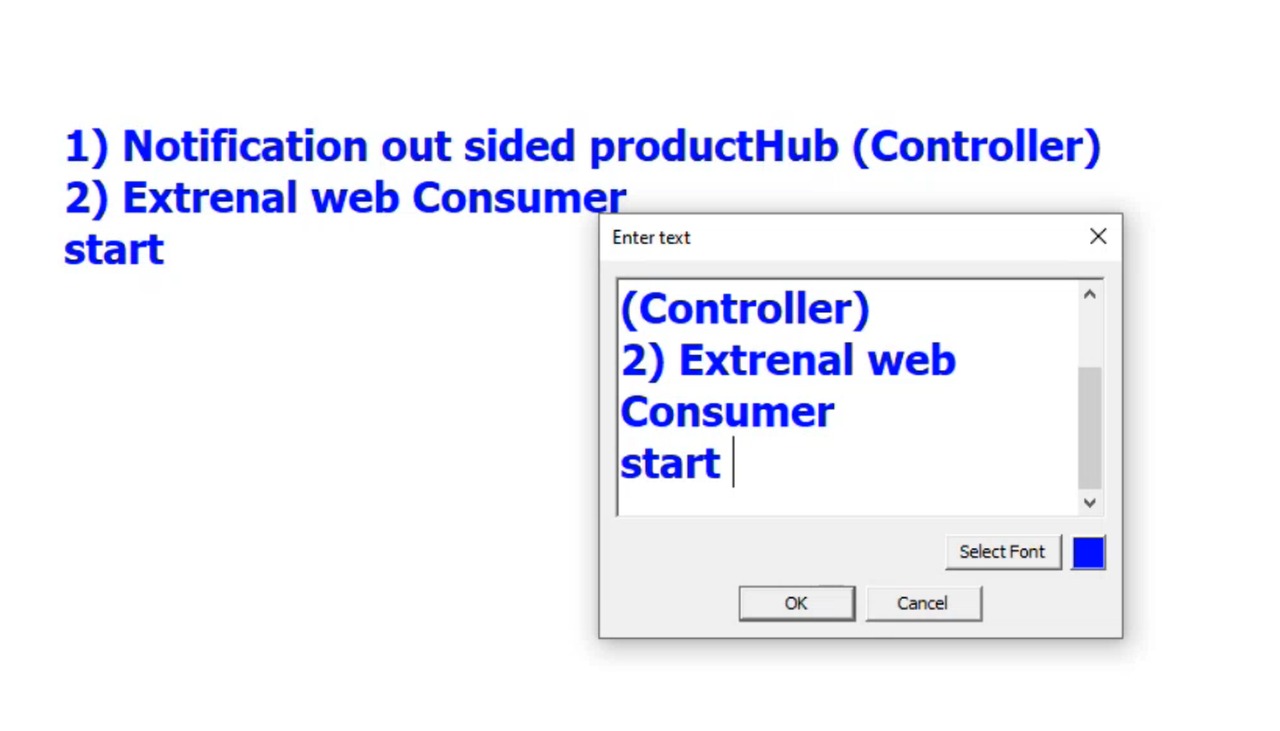 1) Notification out sided productHub (Controller)
2) Extrenal web Consumer
start
Enter text
(Controller)
2) Extrenal web
Consumer
start
Select Font
OK Cancel